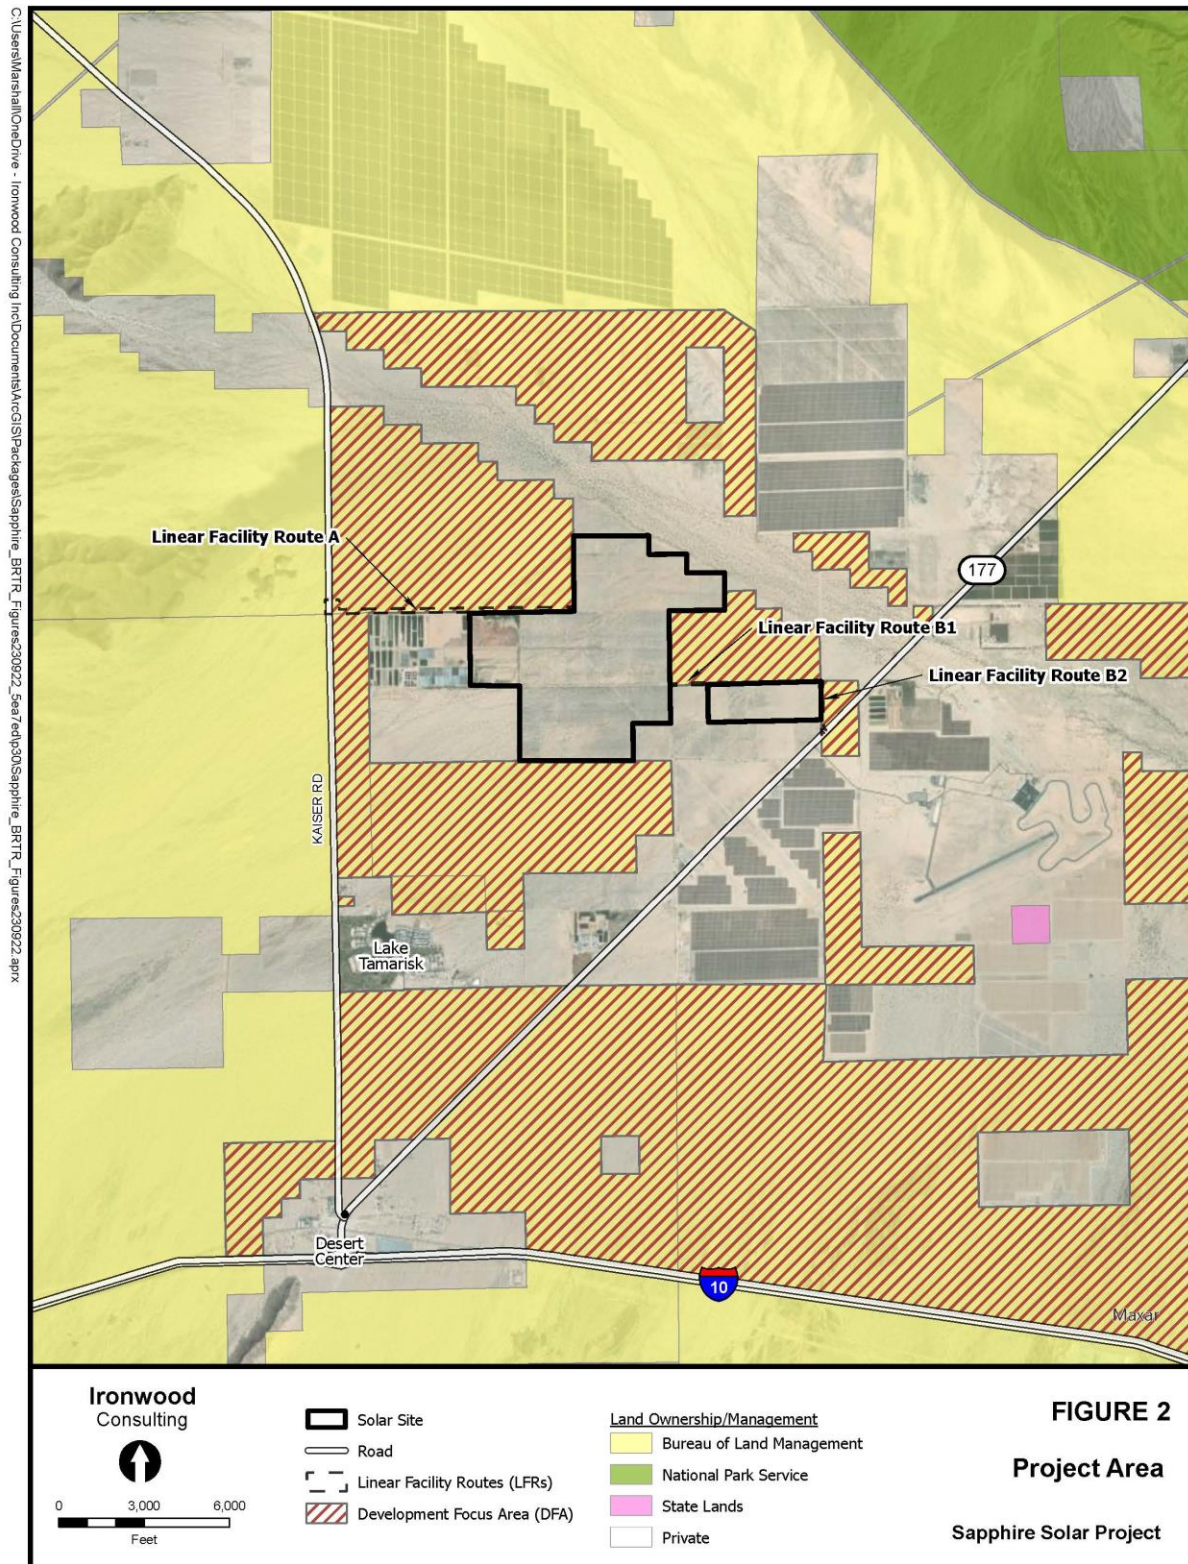 C:\Users\Marshall\OneDrive - Ironwood Consulting Inc\Documents\ArcGIS\Packages\Sapphire_BRTR_Figures230922_5ea7ed\p30\Sapphire_BRTR_Figures230922.aprx
Linear Facility Route A
177
Linear Facility Route B1
Linear Facility Route B2
KAISER RD
Lake
Tamarisk
Desert
Center
10
Maxar
Ironwood
Consulting
0 3,000 6,000
Feet
Solar Site
Road
Linear Facility Routes (LFRs)
Development Focus Area (DFA)
Land Ownership/Management
Bureau of Land Management
National Park Service
State Lands
Private
FIGURE 2
Project Area
Sapphire Solar Project